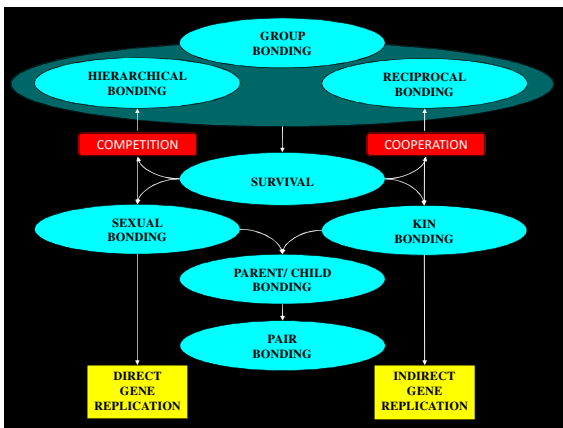 GROUP
BONDING
HIERARCHICAL
BONDING
RECIPROCAL
BONDING
COMPETITION
COOPERATION
SURVIVAL
SEXUAL
BONDING
KIN
BONDING
PARENT/ CHILD
BONDING
PAIR
BONDING
DIRECT
GENE
REPLICATION
INDIRECT
GENE
REPLICATION